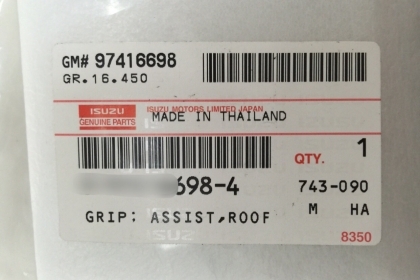 GM# 97416698
GR.16.450
ISUZU
GENUINE PARTS
ISUZU MOTORS LIMITED JAPAN
MADE IN THAILAND
QTY. 1
698-4 743-090
GRIP: ASSIST,ROOF M HA
ISUZU
8350